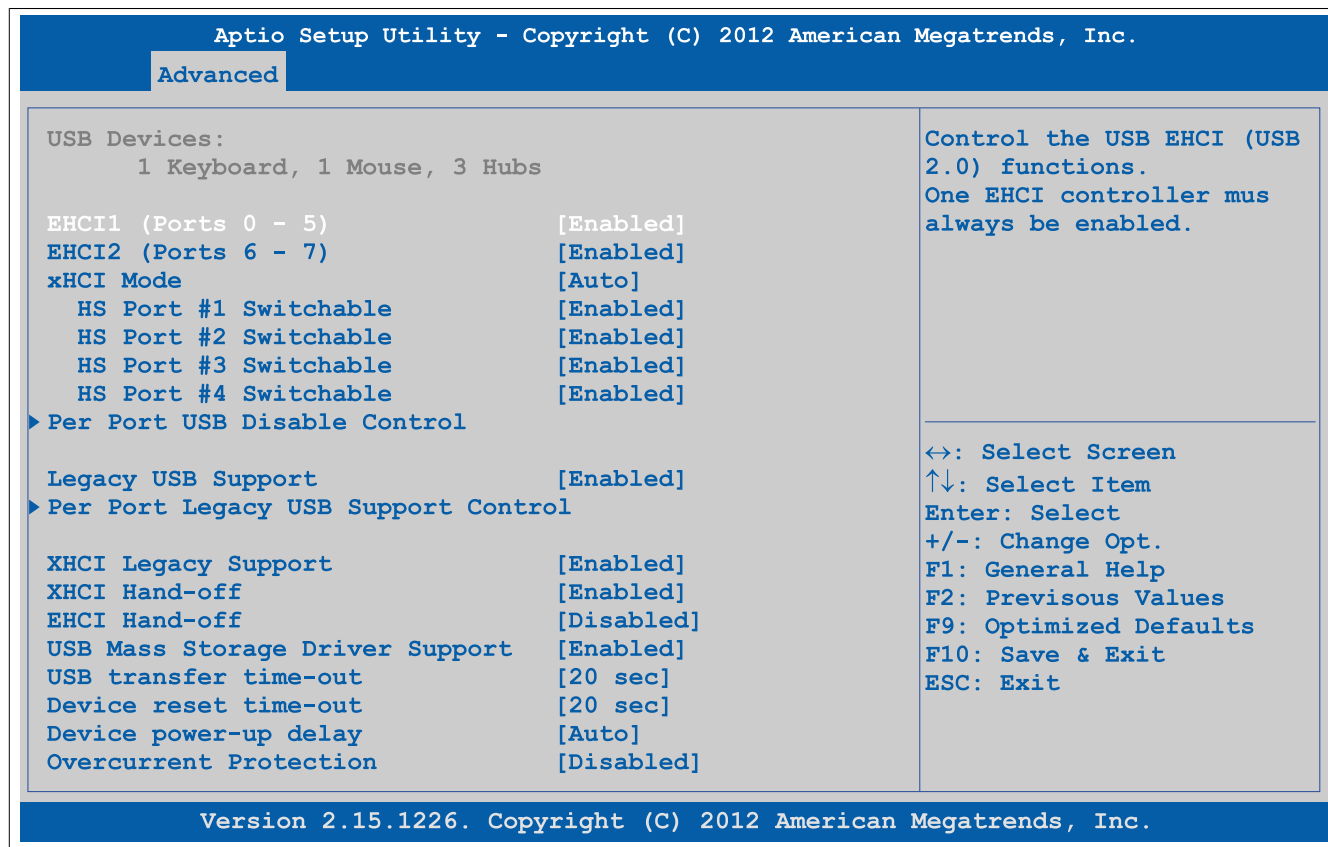 Aptio Setup Utility - Copyright (C) 2012 American Megatrends, Inc.
Advanced
USB Devices:
1 Keyboard, 1 Mouse, 3 Hubs
EHCI1 (Ports 0 - 5) [Enabled]
EHCI2 (Ports 6 - 7) [Enabled]
xHCI Mode [Auto]
HS Port #1 Switchable [Enabled]
HS Port #2 Switchable [Enabled]
HS Port #3 Switchable [Enabled]
HS Port #4 Switchable [Enabled]
Per Port USB Disable Control
Legacy USB Support [Enabled]
Per Port Legacy USB Support Control
XHCI Legacy Support [Enabled]
XHCI Hand-off [Enabled]
EHCI Hand-off [Disabled]
USB Mass Storage Driver Support [Enabled]
USB transfer time-out [20 sec]
Device reset time-out [20 sec]
Device power-up delay [Auto]
Overcurrent Protection [Disabled]
Control the USB EHCI (USB
2.0) functions.
One EHCI controller mus
always be enabled.
↔: Select Screen
↑↓: Select Item
Enter: Select
+/-: Change Opt.
F1: General Help
F2: Previsous Values
F9: Optimized Defaults
F10: Save & Exit
ESC: Exit
Version 2.15.1226. Copyright (C) 2012 American Megatrends, Inc.